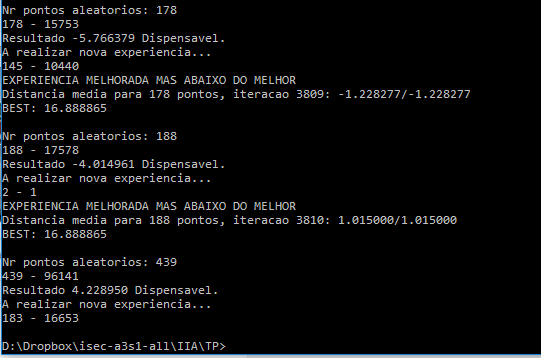 Nr pontos aleatorios: 178
178 - 15753
Resultado -5.766379 Dispensavel.
A realizar nova experiencia...
145 - 10440
EXPERIENCIA MELHORADA MAS ABAIXO DO MELHOR
Distancia media para 178 pontos, iteracao 3809: -1.228277/-1.228277
BEST: 16.888865
Nr pontos aleatorios: 188
188 - 17578
Resultado -4.014961 Dispensavel.
A realizar nova experiencia...
2 - 1
EXPERIENCIA MELHORADA MAS ABAIXO DO MELHOR
Distancia media para 188 pontos, iteracao 3810: 1.015000/1.015000
BEST: 16.888865
Nr pontos aleatorios: 439
439 - 96141
Resultado 4.228950 Dispensavel.
A realizar nova experiencia...
183 - 16653
D:\Dropbox\isec-a3s1-all\IIA\TP>